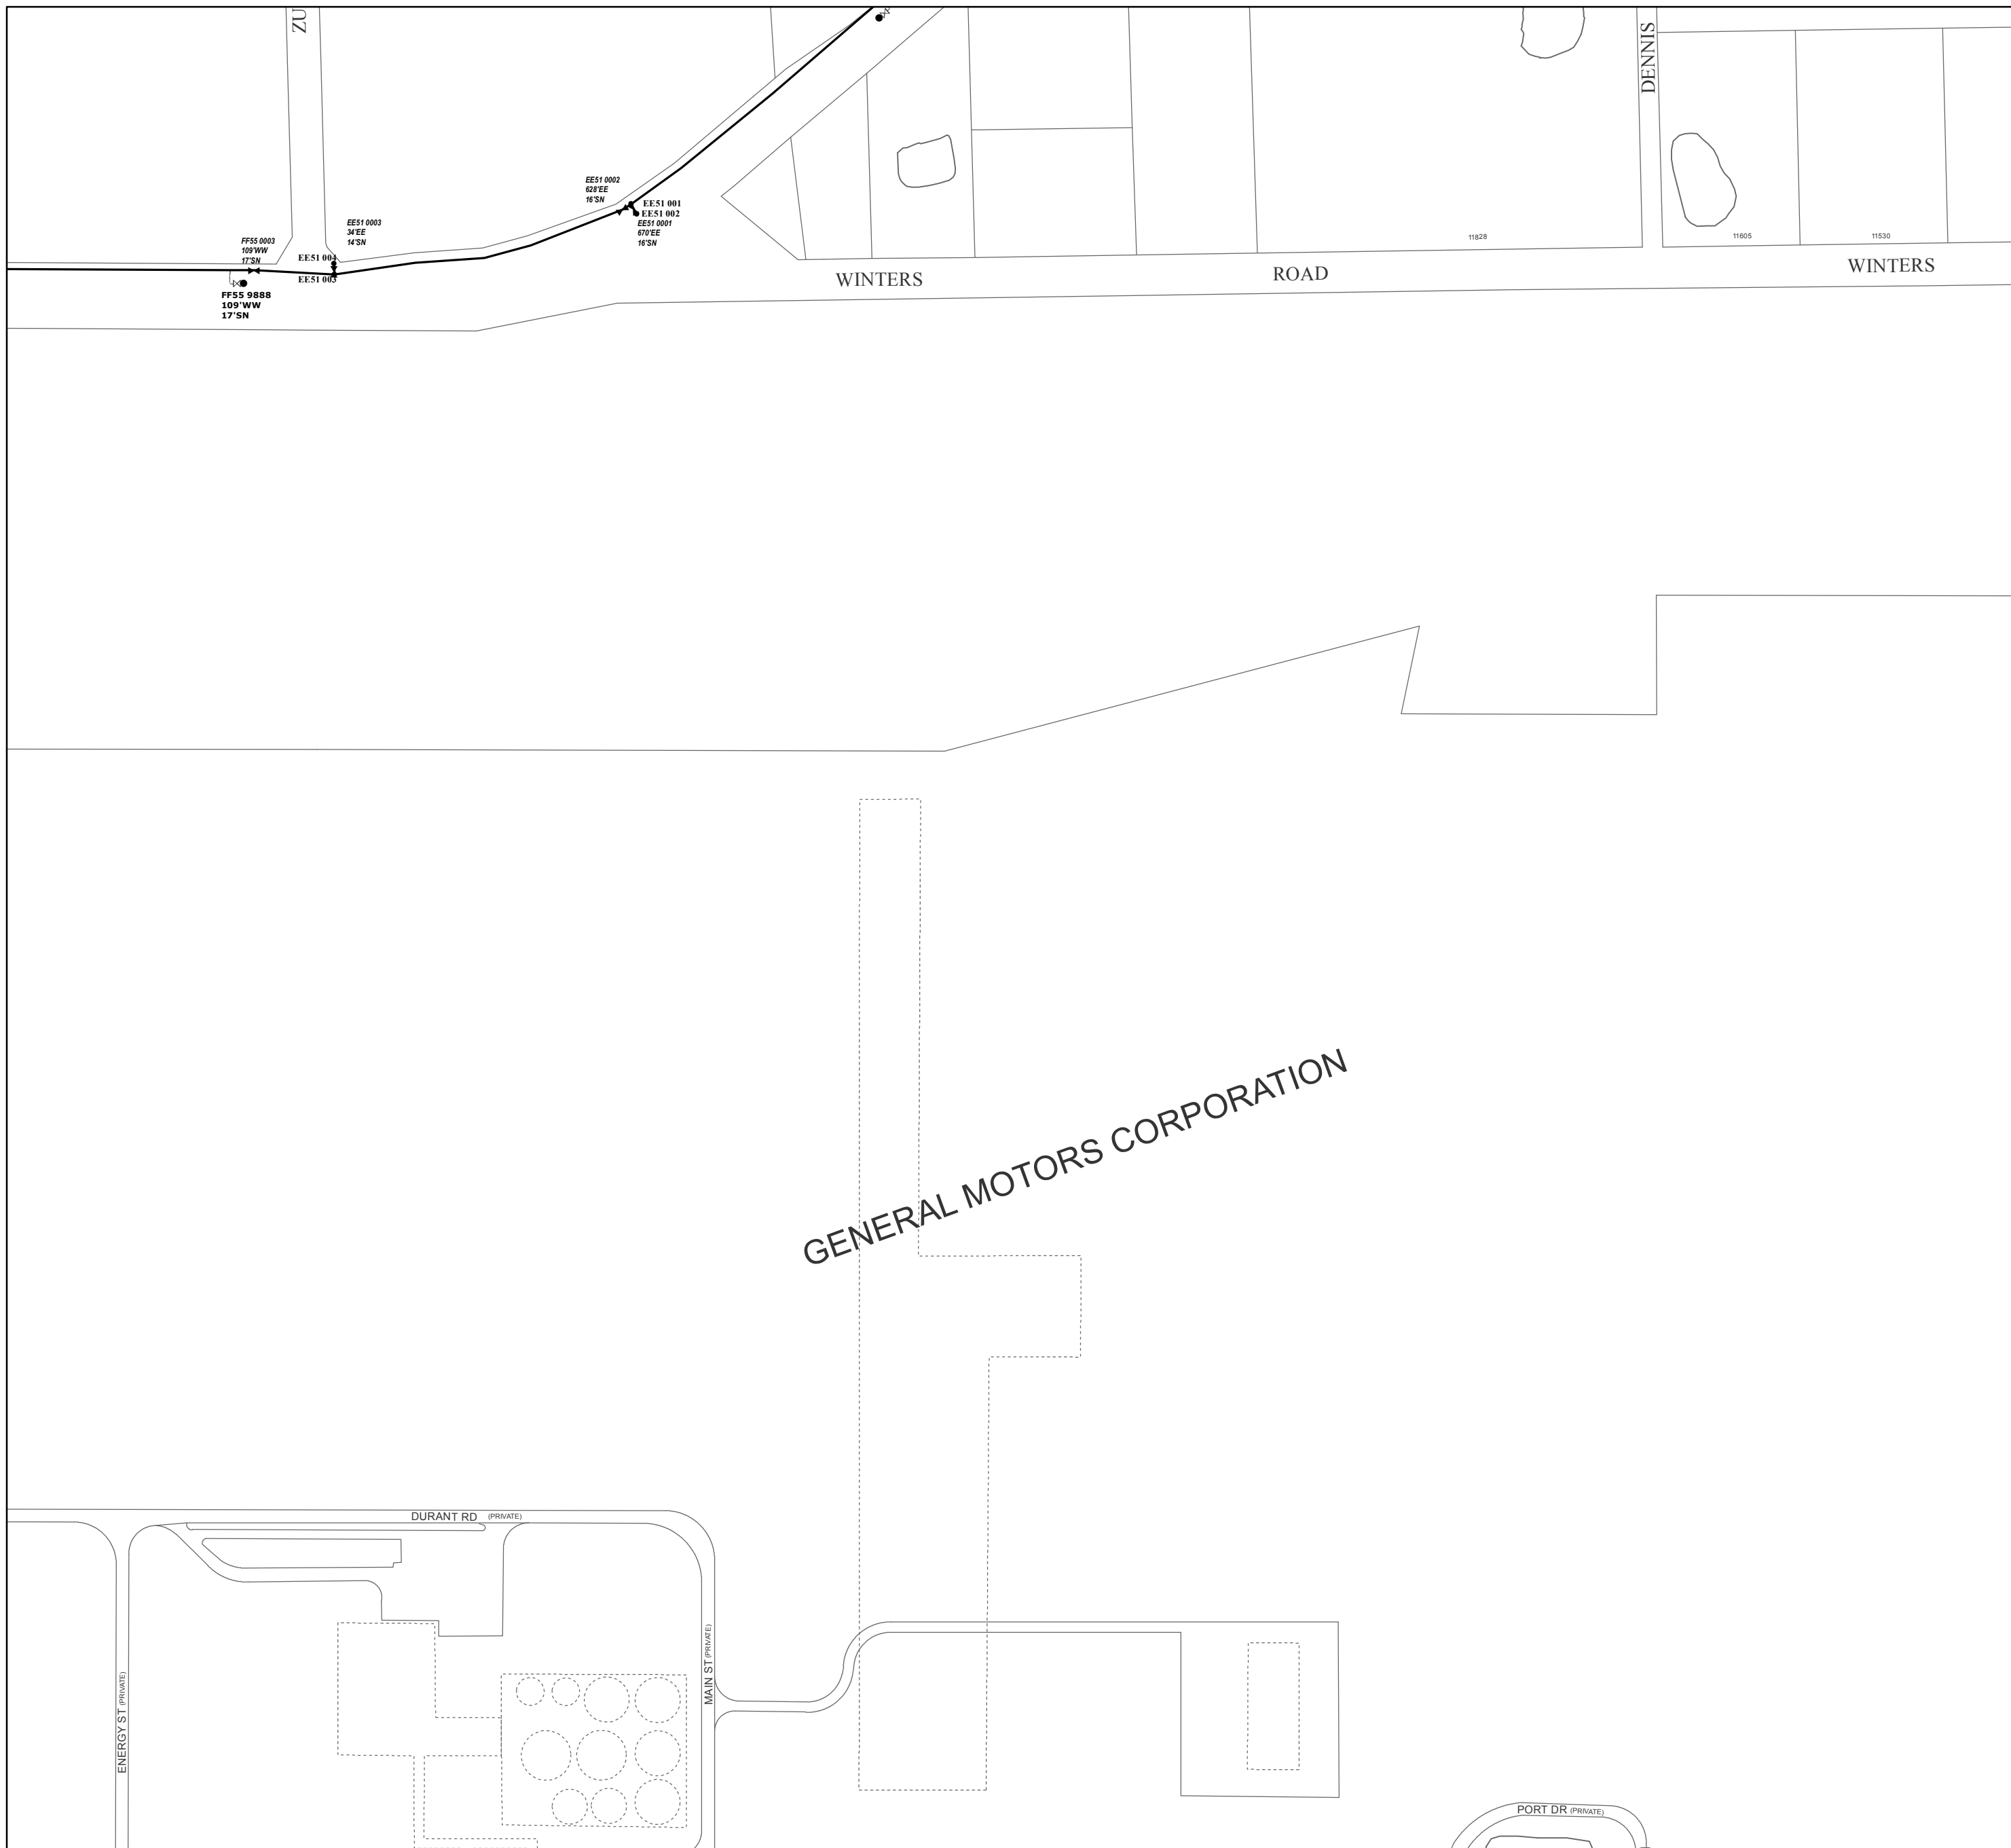 ZU
DENNIS
EE51 0002
628'EE
16'SN
EE51 001
EE51 002
EE51 0001
670'EE
16'SN
EE51 0003
34'EE
14'SN
FF55 0003
109'WW
17'SN
EE51 004
EE51 003
FF55 9888
109'WW
17'SN
11828
11605
11530
WINTERS
ROAD
WINTERS
GENERAL MOTORS CORPORATION
DURANT RD (PRIVATE)
ENERGY ST (PRIVATE)
MAIN ST (PRIVATE)
PORT DR (PRIVATE)